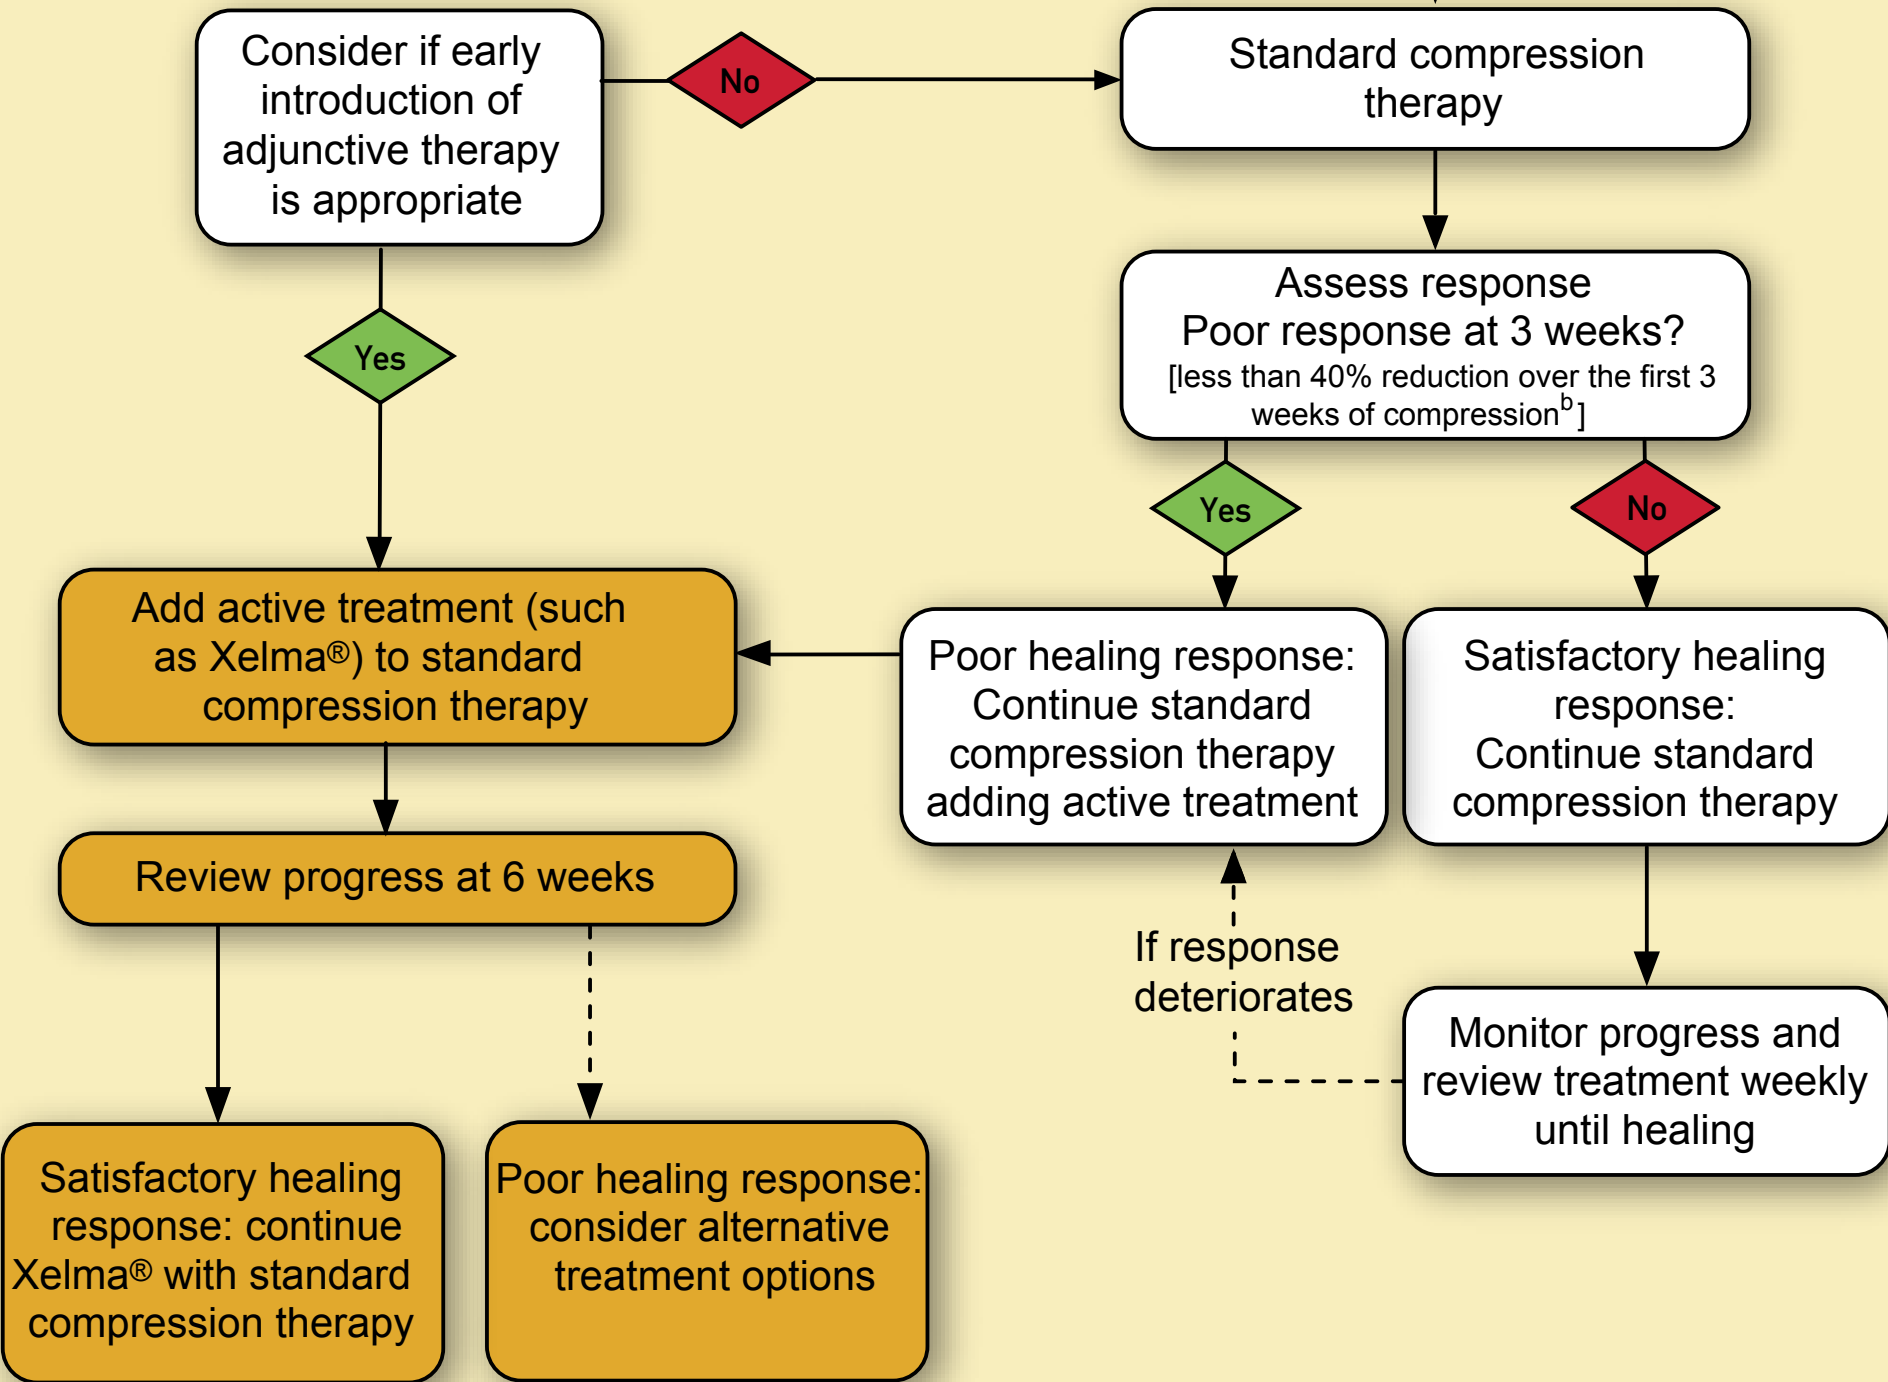 Consider if early
introduction of
adjunctive therapy
is appropriate
No
Standard compression
therapy
Yes
Assess response
Poor response at 3 weeks?
[less than 40% reduction over the first 3
weeks of compressionᵇ]
Yes
No
Add active treatment (such
as Xelma®) to standard
compression therapy
Poor healing response:
Continue standard
compression therapy
adding active treatment
Satisfactory healing
response:
Continue standard
compression therapy
Review progress at 6 weeks
If response
deteriorates
Monitor progress and
review treatment weekly
until healing
Satisfactory healing
response: continue
Xelma® with standard
compression therapy
Poor healing response:
consider alternative
treatment options